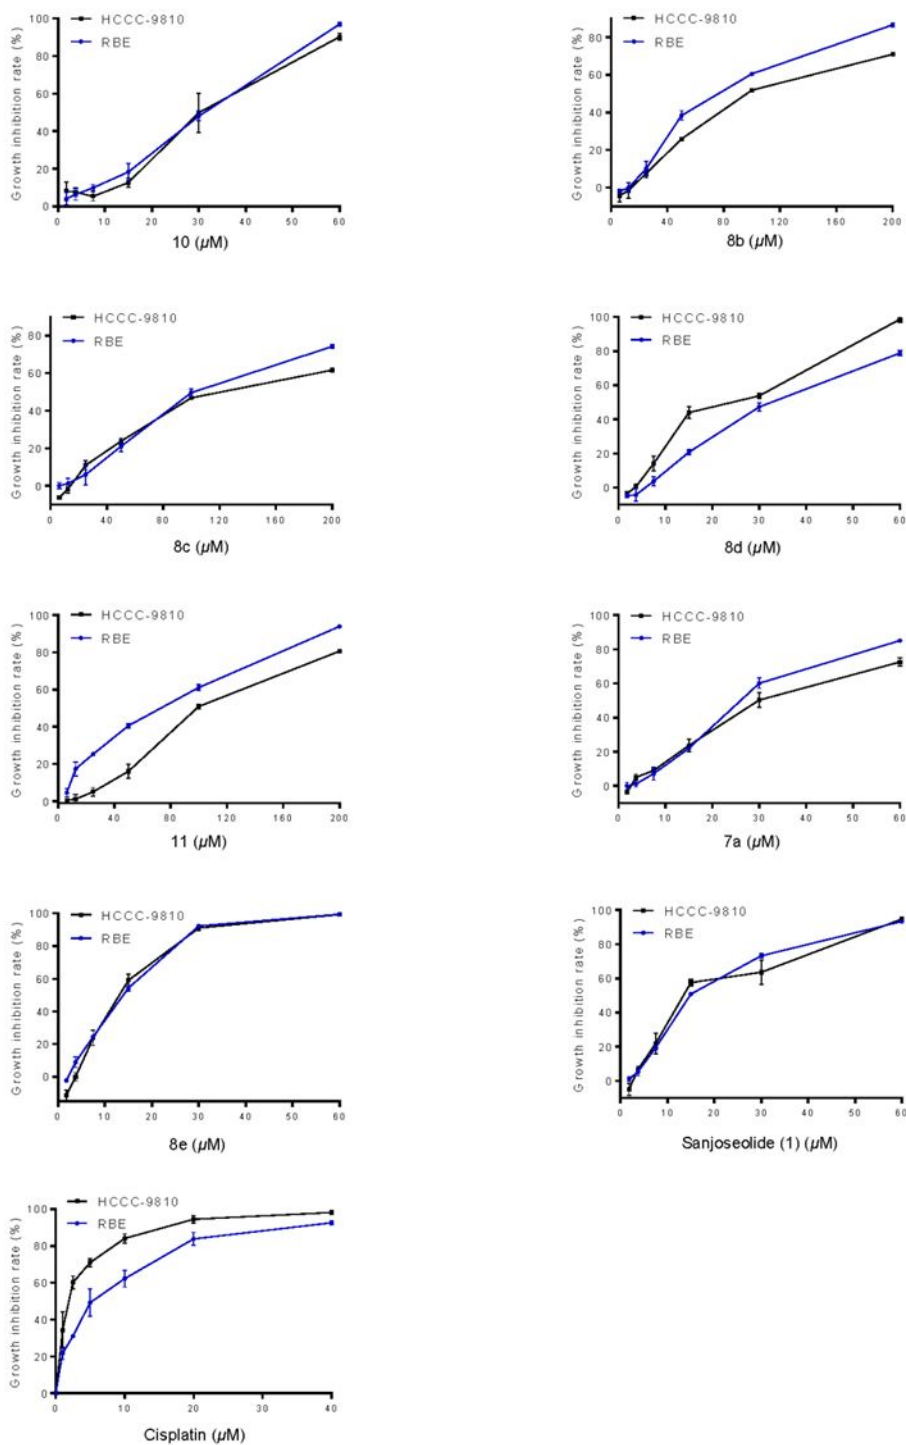 HCCC-9810
RBE
Growth inhibition rate (%)
100
80
60
40
20
0
0 10 20 30 40 50 60
10 (µM)
HCCC-9810
RBE
Growth inhibition rate (%)
80
60
40
20
0
0 40 80 120 160 200
8b (µM)
HCCC-9810
RBE
Growth inhibition rate (%)
80
60
40
20
0
0 40 80 120 160 200
8c (µM)
HCCC-9810
RBE
Growth inhibition rate (%)
100
80
60
40
20
0
0 10 20 30 40 50 60
8d (µM)
HCCC-9810
RBE
Growth inhibition rate (%)
100
80
60
40
20
0
0 40 80 120 160 200
11 (µM)
HCCC-9810
RBE
Growth inhibition rate (%)
100
80
60
40
20
0
0 10 20 30 40 50 60
7a (µM)
HCCC-9810
RBE
Growth inhibition rate (%)
100
80
60
40
20
0
0 10 20 30 40 50 60
8e (µM)
HCCC-9810
RBE
Growth inhibition rate (%)
100
80
60
40
20
0
0 10 20 30 40 50 60
Sanjoseolide (1) (µM)
HCCC-9810
RBE
Growth inhibition rate (%)
100
80
60
40
20
0
0 10 20 30 40
Cisplatin (µM)